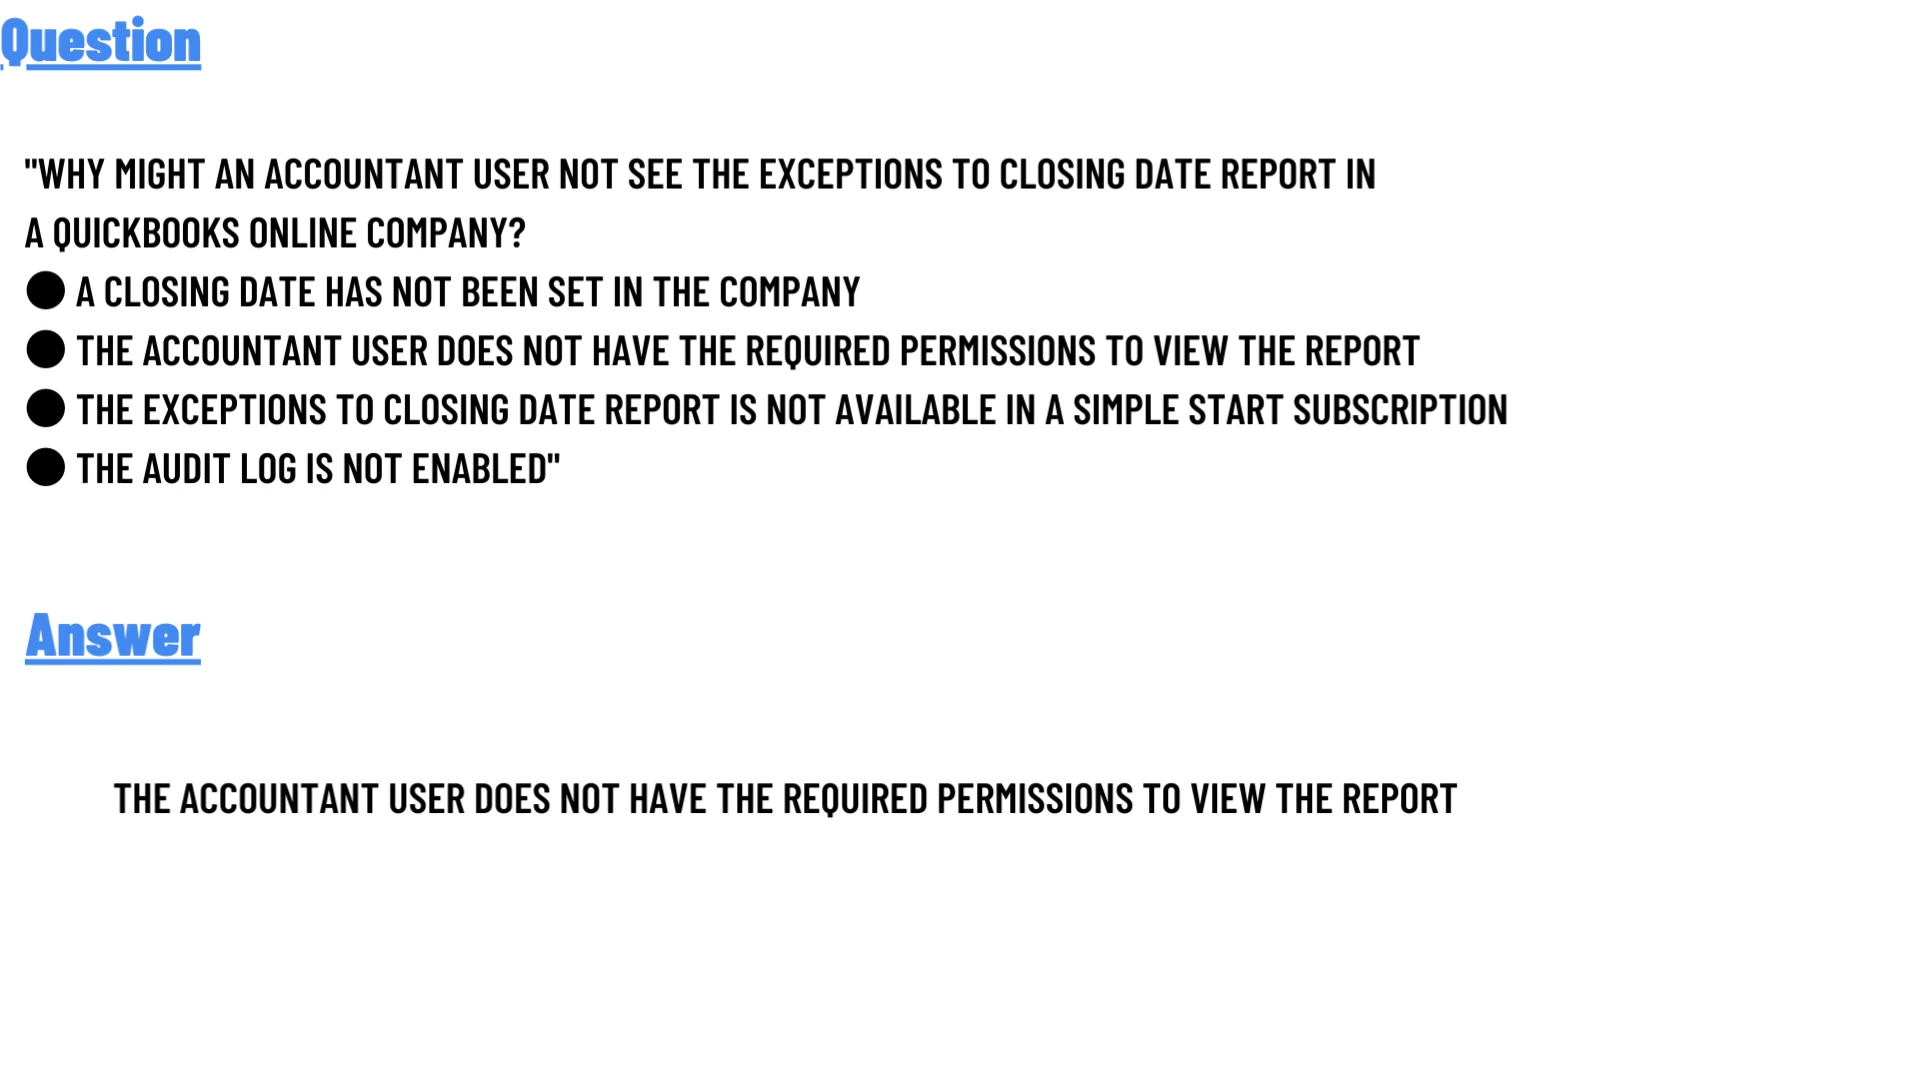 Question
"WHY MIGHT AN ACCOUNTANT USER NOT SEE THE EXCEPTIONS TO CLOSING DATE REPORT IN
A QUICKBOOKS ONLINE COMPANY?
● A CLOSING DATE HAS NOT BEEN SET IN THE COMPANY
● THE ACCOUNTANT USER DOES NOT HAVE THE REQUIRED PERMISSIONS TO VIEW THE REPORT
● THE EXCEPTIONS TO CLOSING DATE REPORT IS NOT AVAILABLE IN A SIMPLE START SUBSCRIPTION
● THE AUDIT LOG IS NOT ENABLED"
Answer
THE ACCOUNTANT USER DOES NOT HAVE THE REQUIRED PERMISSIONS TO VIEW THE REPORT